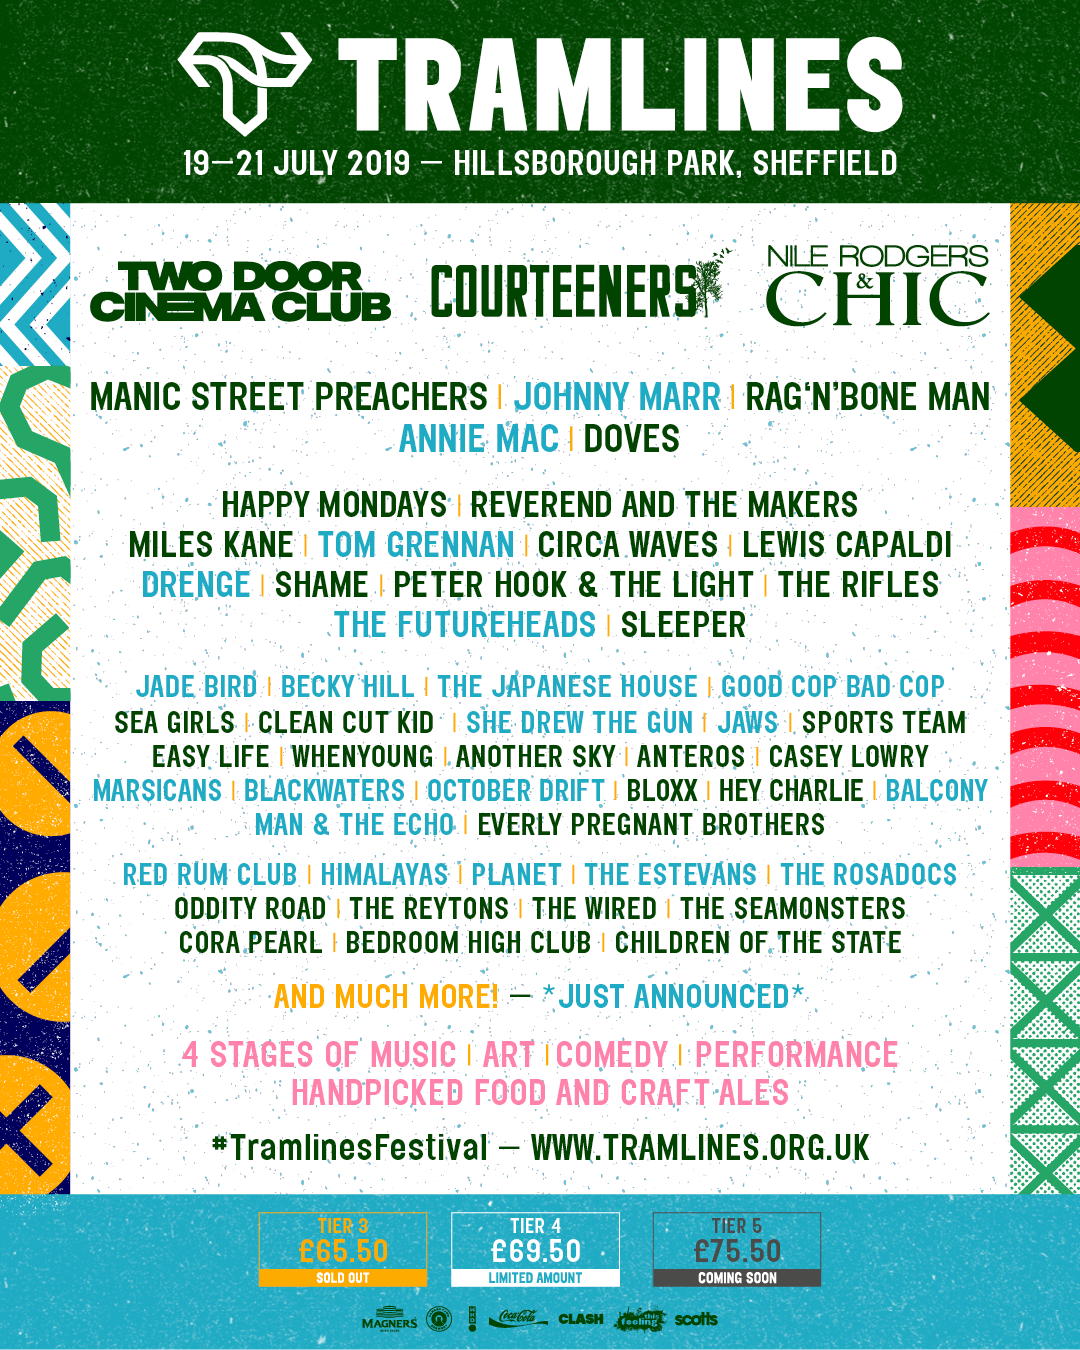 TRAMLINES
19—21 JULY 2019 — HILLSBOROUGH PARK, SHEFFIELD
TWO DOOR CINEMA CLUB
COURTEENERS
NILE RODGERS & CHIC
MANIC STREET PREACHERS | JOHNNY MARR | RAG‘N’BONE MAN
ANNIE MAC | DOVES
HAPPY MONDAYS | REVEREND AND THE MAKERS
MILES KANE | TOM GRENNAN | CIRCA WAVES | LEWIS CAPALDI
DRENGE | SHAME | PETER HOOK & THE LIGHT | THE RIFLES
THE FUTUREHEADS | SLEEPER
JADE BIRD | BECKY HILL | THE JAPANESE HOUSE | GOOD COP BAD COP
SEA GIRLS | CLEAN CUT KID | SHE DREW THE GUN | JAWS | SPORTS TEAM
EASY LIFE | WHENYOUNG | ANOTHER SKY | ANTEROS | CASEY LOWRY
MARSICANS | BLACKWATERS | OCTOBER DRIFT | BLOXX | HEY CHARLIE | BALCONY
MAN & THE ECHO | EVERLY PREGNANT BROTHERS
RED RUM CLUB | HIMALAYAS | PLANET | THE ESTEVANS | THE ROSADOCS
ODDITY ROAD | THE REYTONS | THE WIRED | THE SEAMONSTERS
CORA PEARL | BEDROOM HIGH CLUB | CHILDREN OF THE STATE
AND MUCH MORE! — *JUST ANNOUNCED*
4 STAGES OF MUSIC | ART | COMEDY | PERFORMANCE
HANDPICKED FOOD AND CRAFT ALES
#TramlinesFestival — WWW.TRAMLINES.ORG.UK
TIER 3
£65.50
SOLD OUT
TIER 4
£69.50
LIMITED AMOUNT
TIER 5
£75.50
COMING SOON
MAGNERS
Coca-Cola
CLASH
this feeling
scotts